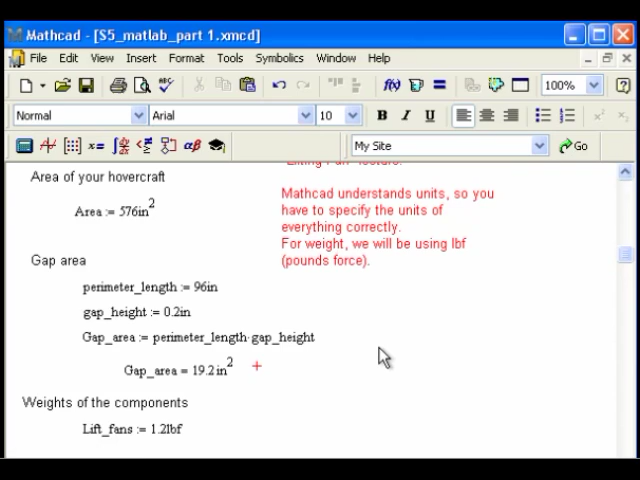 Mathcad - [S5_matlab_part 1.xmcd]
File Edit View Insert Format Tools Symbolics Window Help
100%
Normal Arial 10 B I U
My Site Go
"Lifting Fan" lecture.
Area of your hovercraft
Area := 576in²
Mathcad understands units, so you
have to specify the units of
everything correctly.
For weight, we will be using lbf
(pounds force).
Gap area
perimeter_length := 96in
gap_height := 0.2in
Gap_area := perimeter_length·gap_height
Gap_area = 19.2 in²
Weights of the components
Lift_fans := 1.2lbf